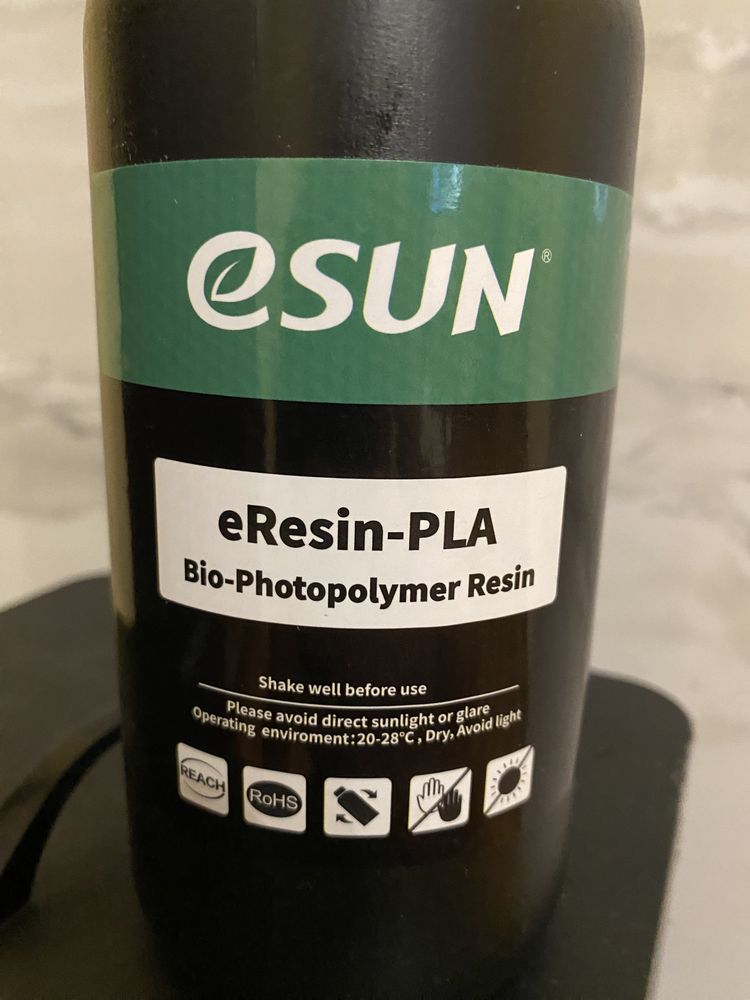 eSUN®
eResin-PLA
Bio-Photopolymer Resin
Shake well before use
Please avoid direct sunlight or glare
Operating enviroment:20-28℃, Dry, Avoid light
REACH
RoHS